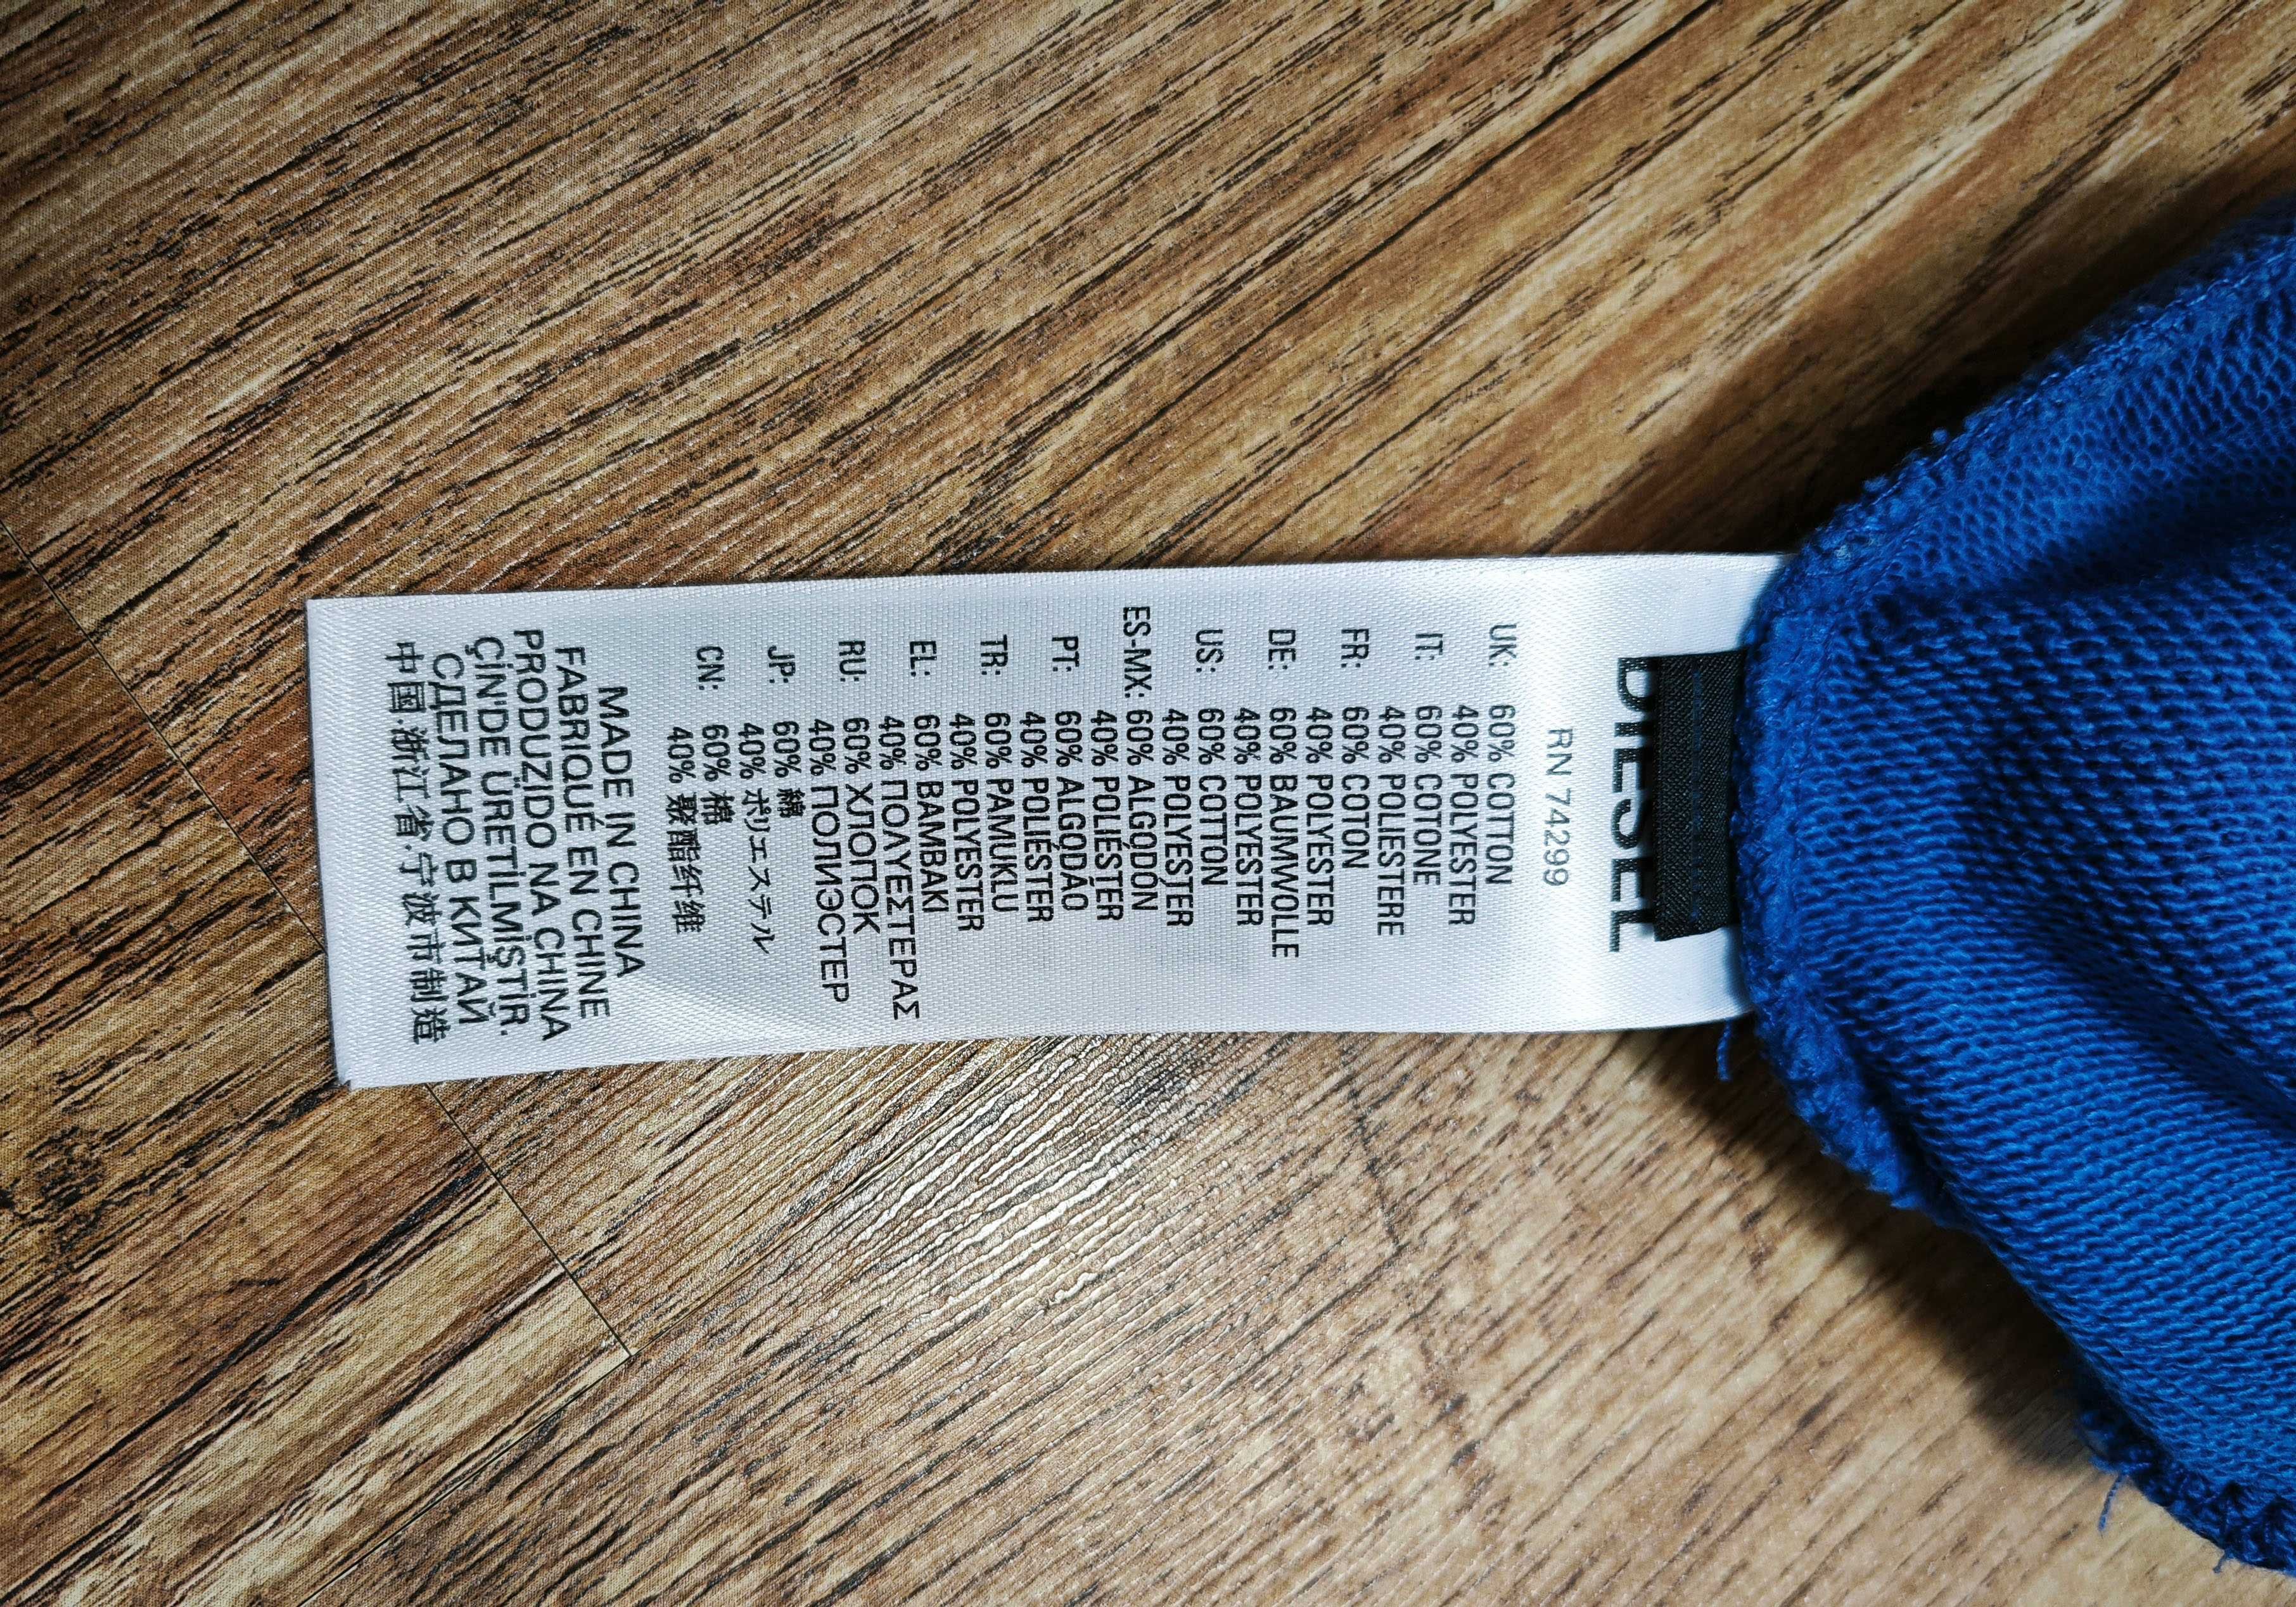 DIESEL
RN 74299
UK: 60% COTTON
40% POLYESTER
IT: 60% COTONE
40% POLIESTERE
FR: 60% COTON
40% POLYESTER
DE: 60% BAUMWOLLE
40% POLYESTER
US: 60% COTTON
40% POLYESTER
ES-MX: 60% ALGODÓN
40% POLIÉSTER
PT: 60% ALGODÃO
40% POLIÉSTER
TR: 60% PAMUKLU
40% POLYESTER
EL: 60% ΒΑΜΒΑΚΙ
40% ΠΟΛΥΕΣΤΕΡΑΣ
RU: 60% ХЛОПОК
40% ПОЛИЭСТЕР
JP: 60% 綿
40% ポリエステル
CN: 60% 棉
40% 聚酯纤维
MADE IN CHINA
FABRIQUÉ EN CHINE
PRODUZIDO NA CHINA
ÇİN'DE ÜRETİLMİŞTİR.
СДЕЛАНО В КИТАЙ
中国.浙江省.宁波市制造